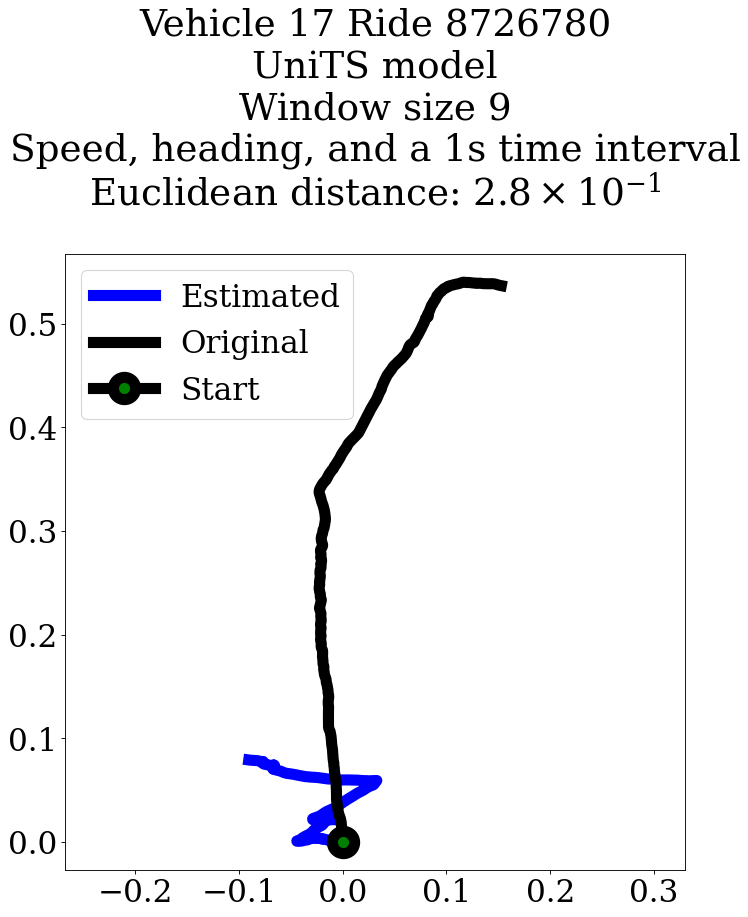 Vehicle 17 Ride 8726780
UniTS model
Window size 9
Speed, heading, and a 1s time interval
Euclidean distance: 2.8 × 10⁻¹
Estimated
Original
Start
0.5
0.4
0.3
0.2
0.1
0.0
−0.2 −0.1 0.0 0.1 0.2 0.3